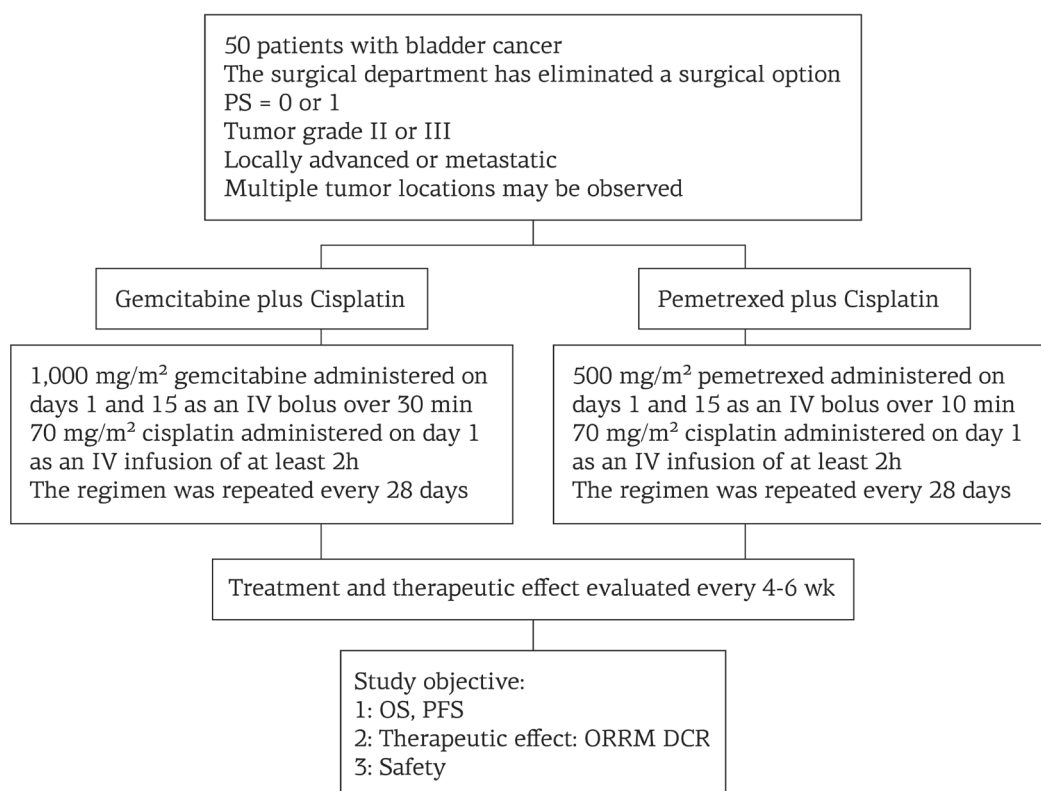 50 patients with bladder cancer
The surgical department has eliminated a surgical option
PS = 0 or 1
Tumor grade II or III
Locally advanced or metastatic
Multiple tumor locations may be observed
Gemcitabine plus Cisplatin
Pemetrexed plus Cisplatin
1,000 mg/m² gemcitabine administered on
days 1 and 15 as an IV bolus over 30 min
70 mg/m² cisplatin administered on day 1
as an IV infusion of at least 2h
The regimen was repeated every 28 days
500 mg/m² pemetrexed administered on
days 1 and 15 as an IV bolus over 10 min
70 mg/m² cisplatin administered on day 1
as an IV infusion of at least 2h
The regimen was repeated every 28 days
Treatment and therapeutic effect evaluated every 4-6 wk
Study objective:
1: OS, PFS
2: Therapeutic effect: ORRM DCR
3: Safety